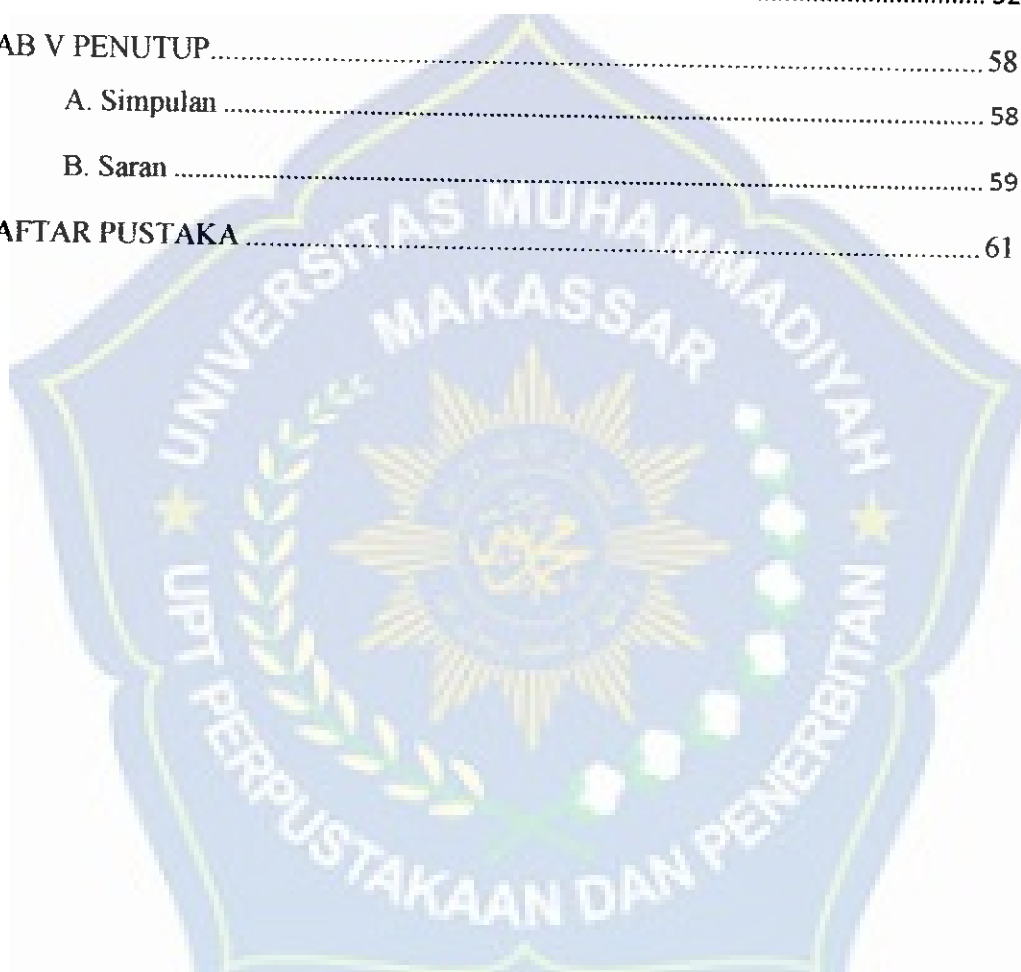 AB V PENUTUP 58
A. Simpulan 58
B. Saran 59
AFTAR PUSTAKA 61
UNIVERSITAS MUHAMMADIYAH
MAKASSAR
UPT PERPUSTAKAAN DAN PENERBITAN